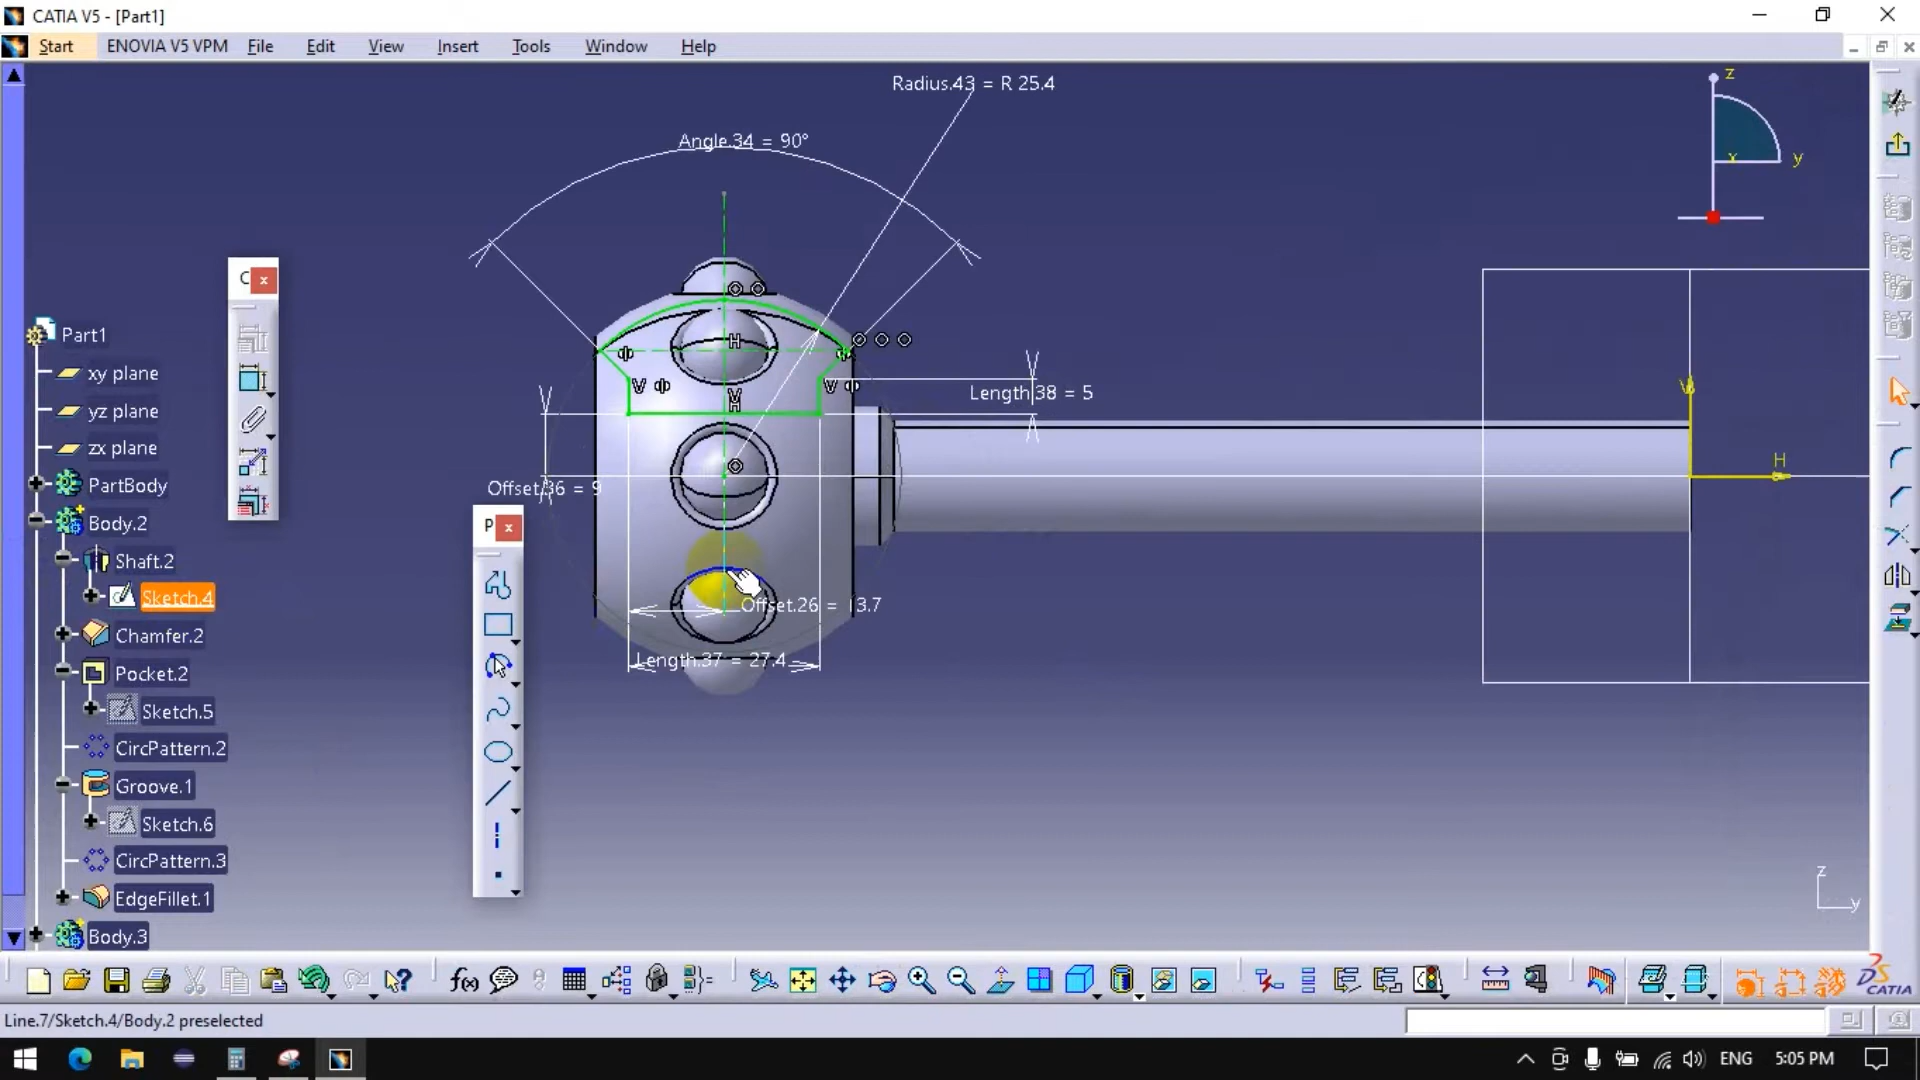 CATIA V5 - [Part1]
Start ENOVIA V5 VPM File Edit View Insert Tools Window Help
Radius.43 = R 25.4
Angle.34 = 90°
z
x y
C x
H
V V V
H
Length.38 = 5
V
H
Offset.36 = 9
P x
Offset.26 = 13.7
Length.37 = 27.4
Part1
xy plane
yz plane
zx plane
PartBody
Body.2
Shaft.2
Sketch.4
Chamfer.2
Pocket.2
Sketch.5
CircPattern.2
Groove.1
Sketch.6
CircPattern.3
EdgeFillet.1
Body.3
z
y
f(x)
CATIA
Line.7/Sketch.4/Body.2 preselected
ENG 5:05 PM